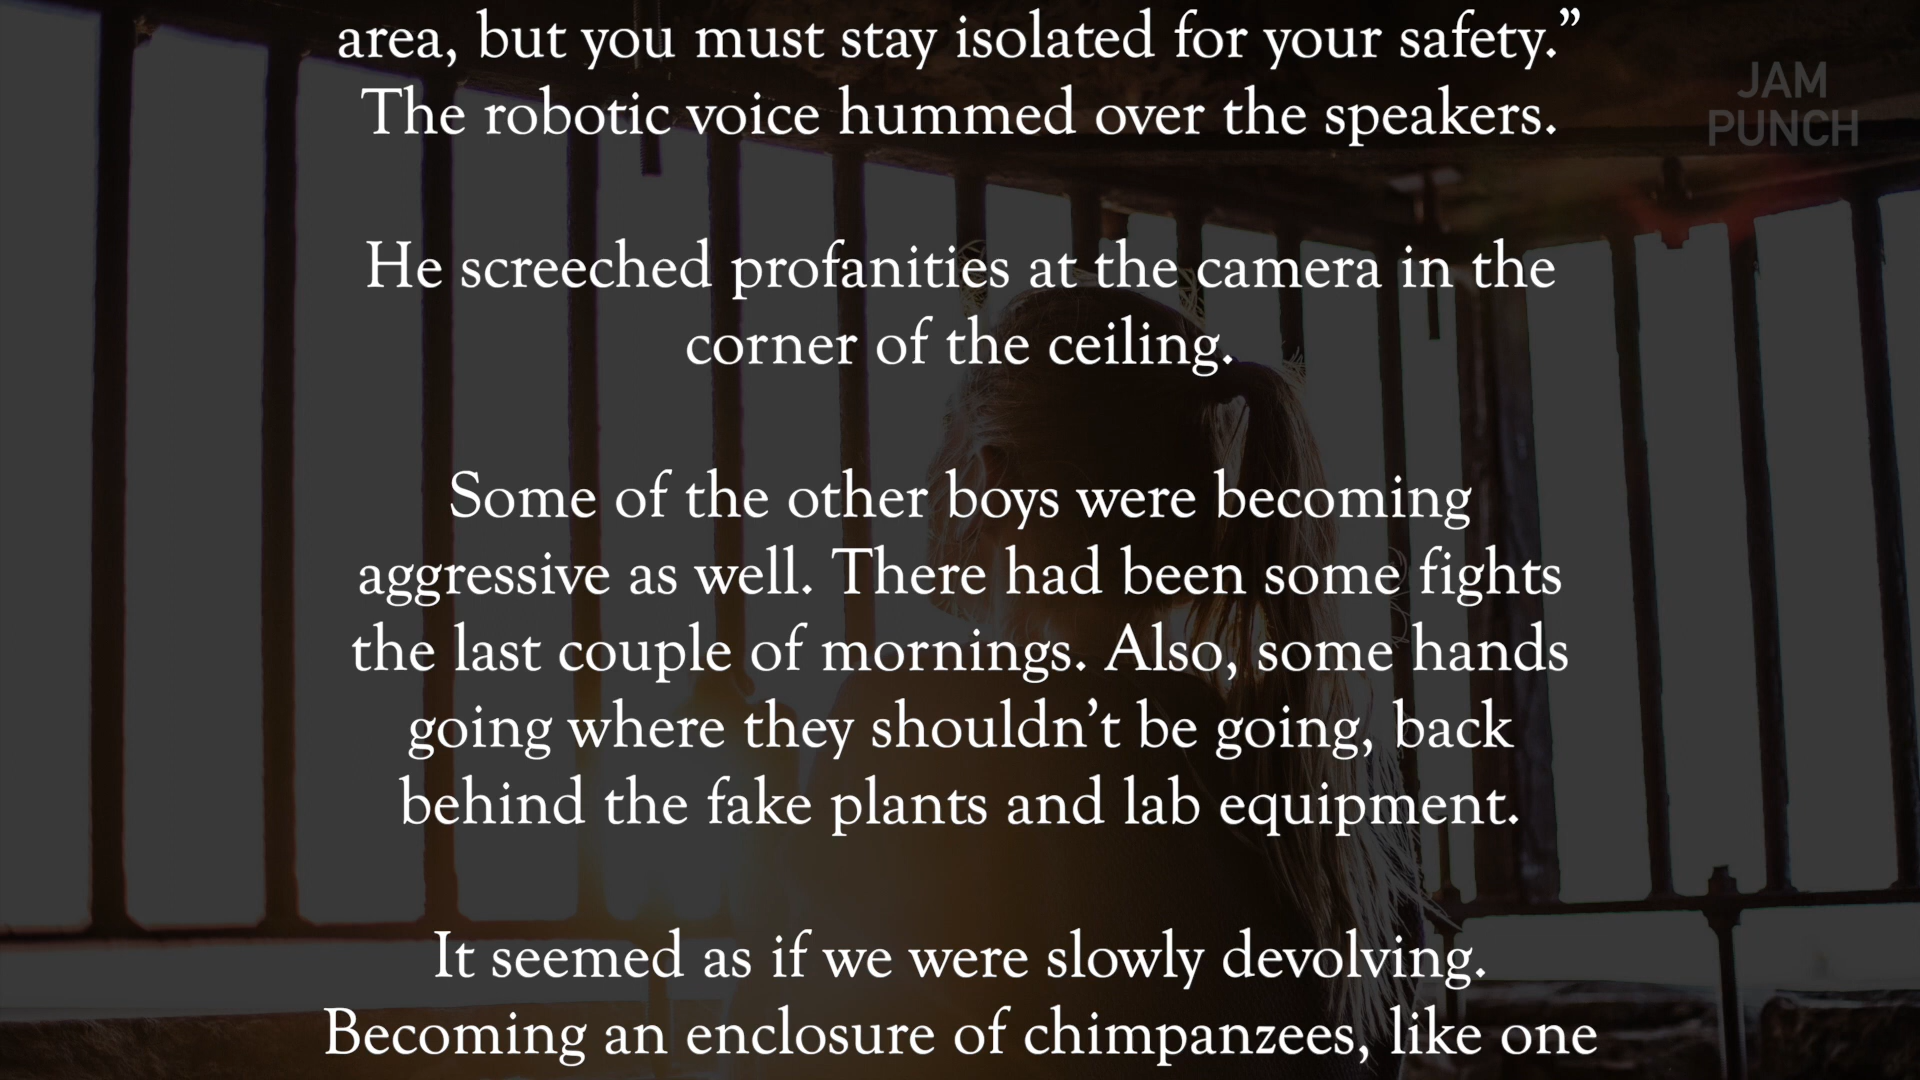 area, but you must stay isolated for your safety.”
The robotic voice hummed over the speakers.
JAM
PUNCH
He screeched profanities at the camera in the
corner of the ceiling.
Some of the other boys were becoming
aggressive as well. There had been some fights
the last couple of mornings. Also, some hands
going where they shouldn’t be going, back
behind the fake plants and lab equipment.
It seemed as if we were slowly devolving.
Becoming an enclosure of chimpanzees, like one